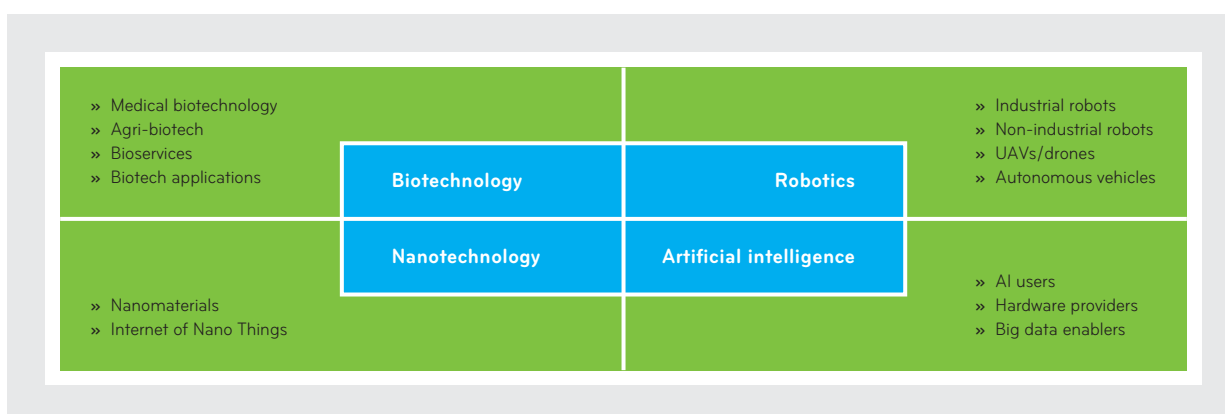 » Medical biotechnology
» Agri-biotech
» Bioservices
» Biotech applications
Biotechnology
Robotics
» Industrial robots
» Non-industrial robots
» UAVs/drones
» Autonomous vehicles
Nanotechnology
Artificial intelligence
» Nanomaterials
» Internet of Nano Things
» AI users
» Hardware providers
» Big data enablers